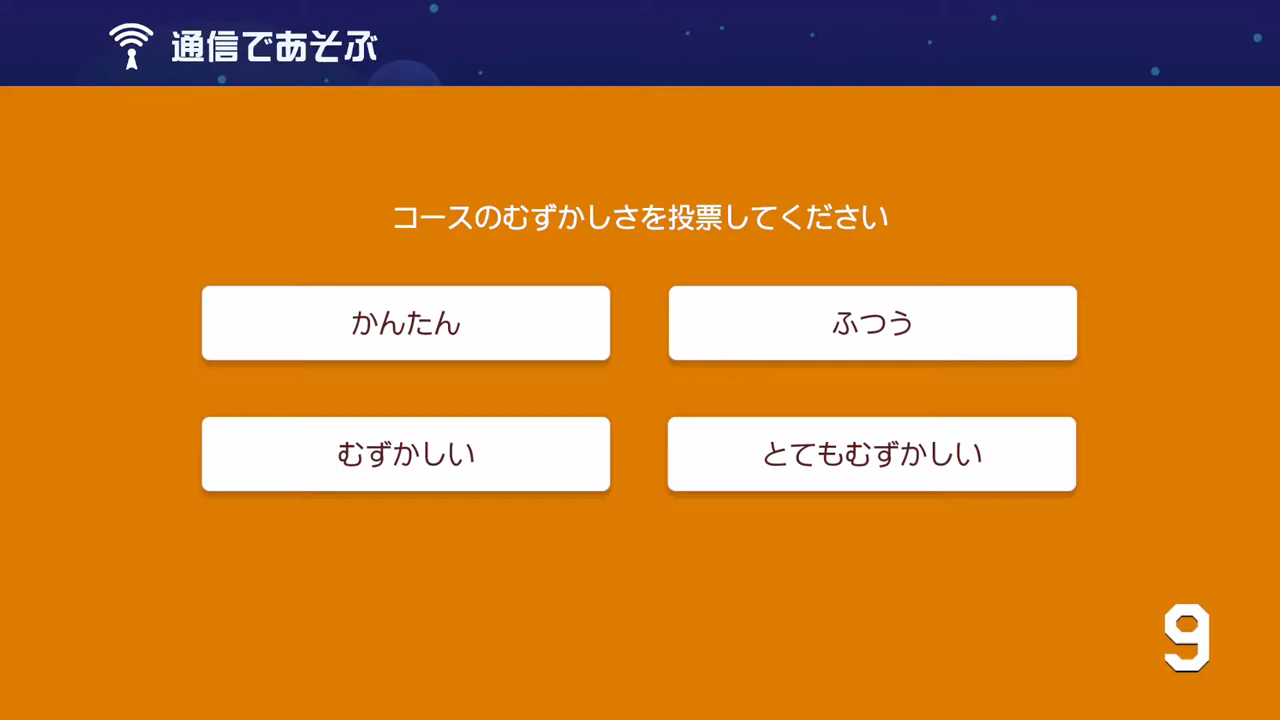 通信であそぶ
コースのむずかしさを投票してください
かんたん
ふつう
むずかしい
とてもむずかしい
9